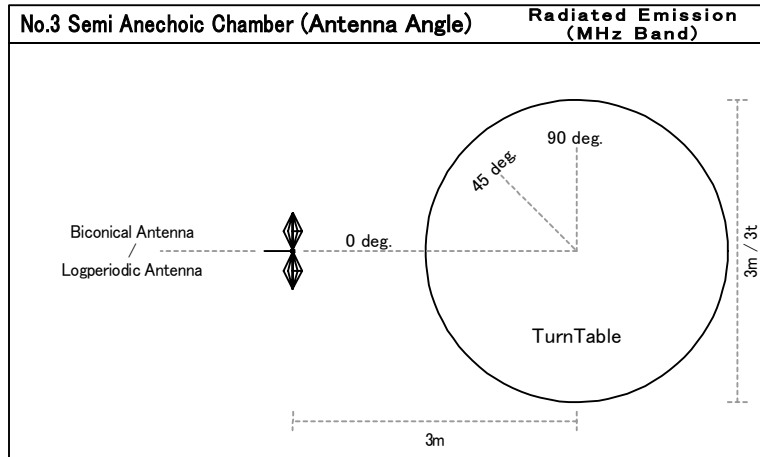 No.3 Semi Anechoic Chamber (Antenna Angle)
Radiated Emission
(MHz Band)
90 deg.
45 deg.
Biconical Antenna
/
Logperiodic Antenna
0 deg.
3m / 3t
TurnTable
3m